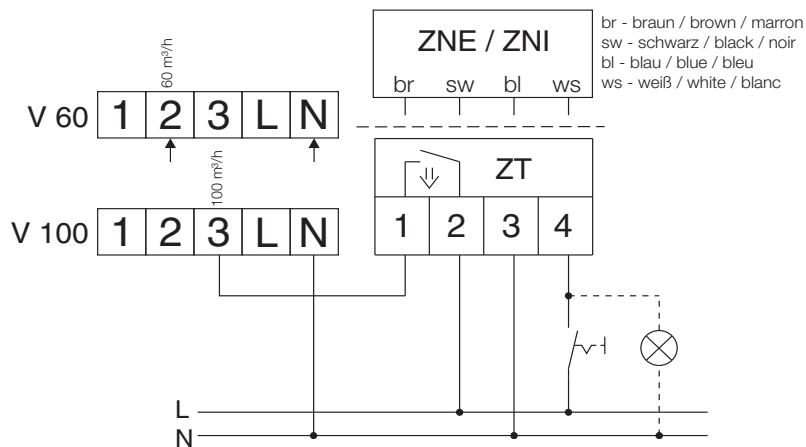 ZNE / ZNI
br sw bl ws
br - braun / brown / marron
sw - schwarz / black / noir
bl - blau / blue / bleu
ws - weiß / white / blanc
60 m³/h
V 60 1 2 3 L N
100 m³/h
V 100 1 2 3 L N
ZT
1 2 3 4
L
N